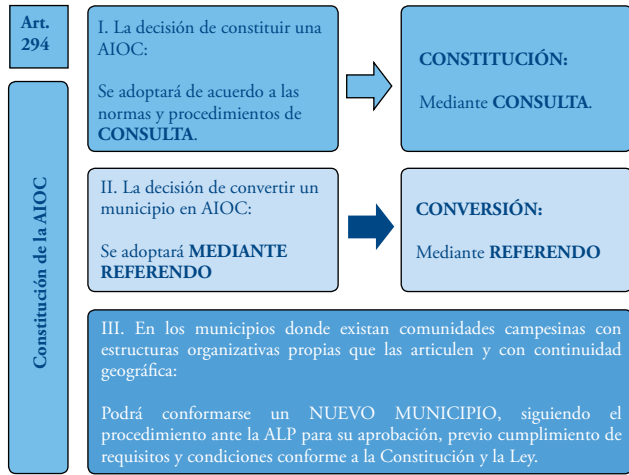 Art.
294
Constitución de la AIOC
I. La decisión de constituir una
AIOC:
Se adoptará de acuerdo a las
normas y procedimientos de
CONSULTA.
CONSTITUCIÓN:
Mediante CONSULTA.
II. La decisión de convertir un
municipio en AIOC:
Se adoptará MEDIANTE
REFERENDO
CONVERSIÓN:
Mediante REFERENDO
III. En los municipios donde existan comunidades campesinas con
estructuras organizativas propias que las articulen y con continuidad
geográfica:
Podrá conformarse un NUEVO MUNICIPIO, siguiendo el
procedimiento ante la ALP para su aprobación, previo cumplimiento de
requisitos y condiciones conforme a la Constitución y la Ley.